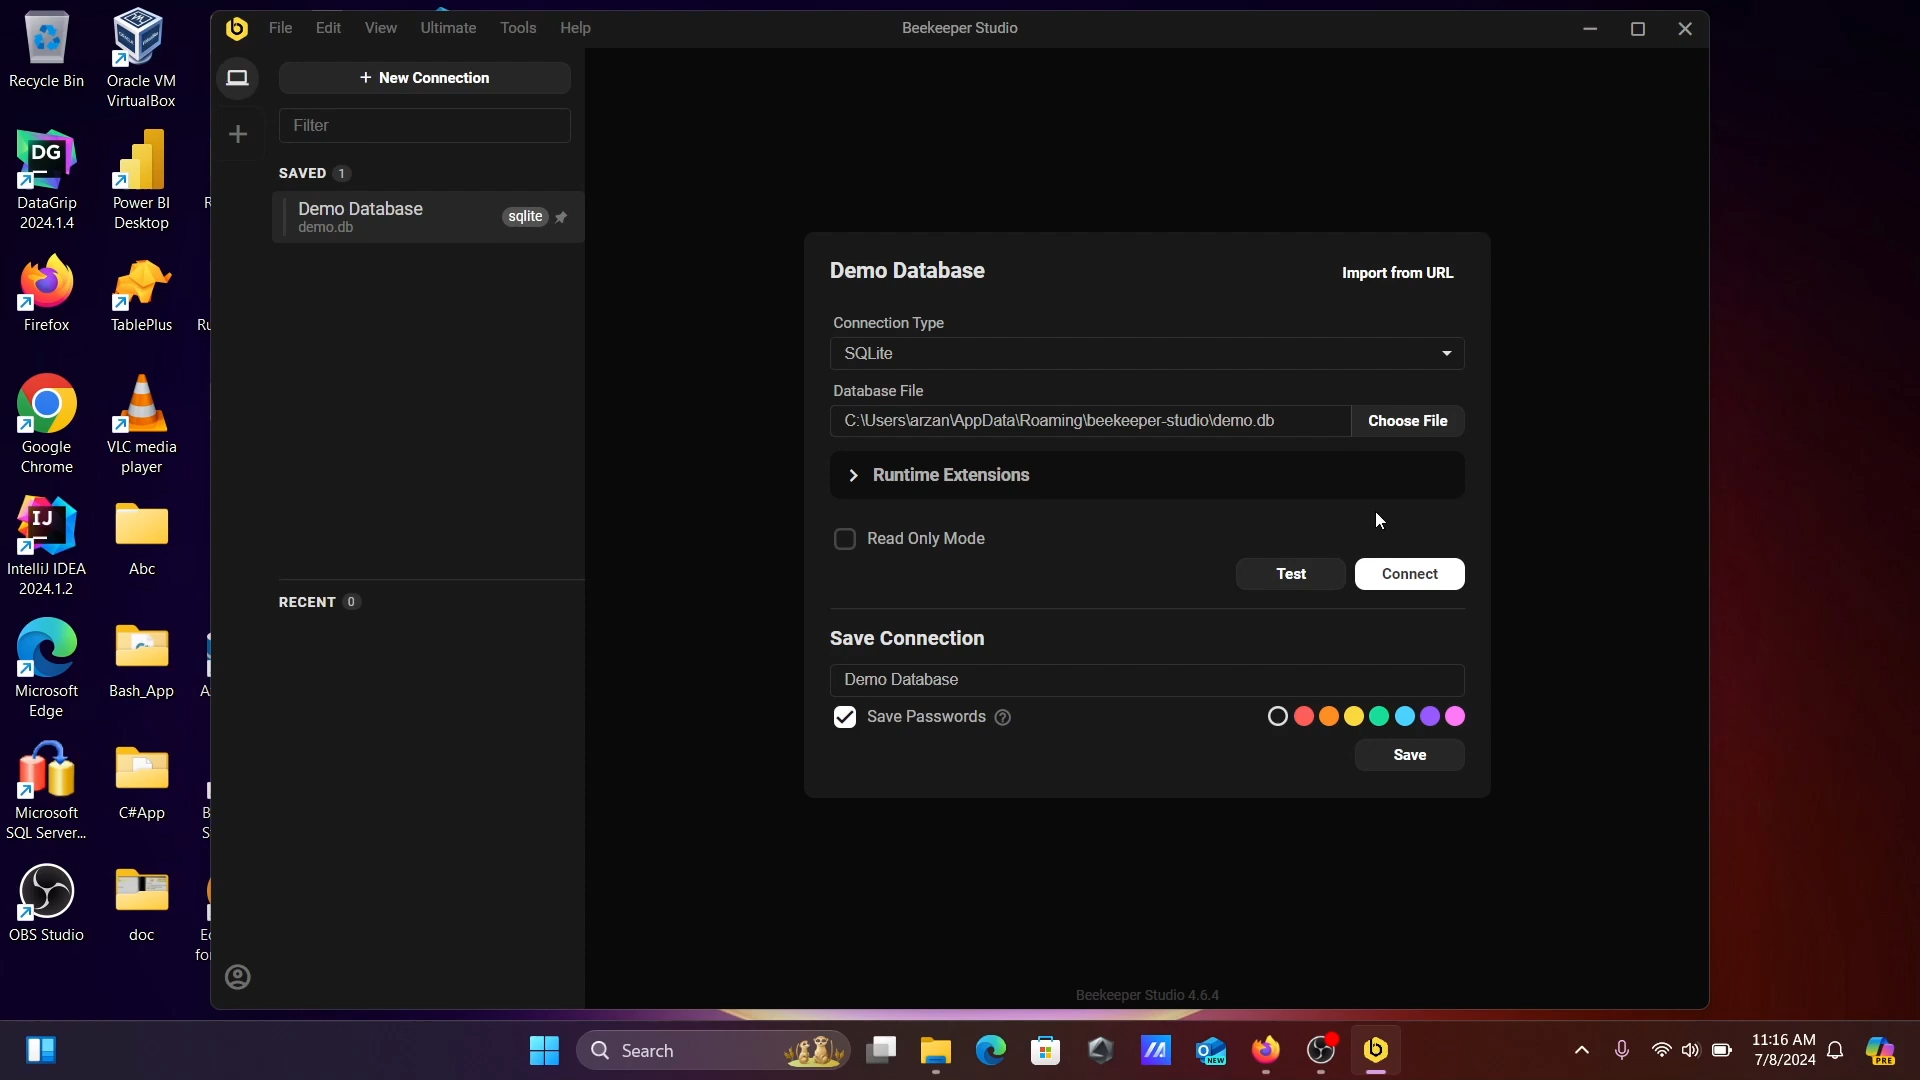 Recycle Bin
Oracle VM
VirtualBox
DG
DataGrip
2024.1.4
Power BI
Desktop
Firefox
TablePlus
Google
Chrome
VLC media
player
IJ
IntelliJ IDEA
2024.1.2
Abc
Microsoft
Edge
Bash_App
Microsoft
SQL Server...
C#App
OBS Studio
doc
File
Edit
View
Ultimate
Tools
Help
Beekeeper Studio
+ New Connection
Filter
SAVED 1
Demo Database
demo.db
sqlite
RECENT 0
Demo Database
Import from URL
Connection Type
SQLite
Database File
C:\Users\arzan\AppData\Roaming\beekeeper-studio\demo.db
Choose File
Runtime Extensions
Read Only Mode
Test
Connect
Save Connection
Demo Database
Save Passwords
Save
Beekeeper Studio 4.6.4
Search
NEW
11:16 AM
7/8/2024
PRE